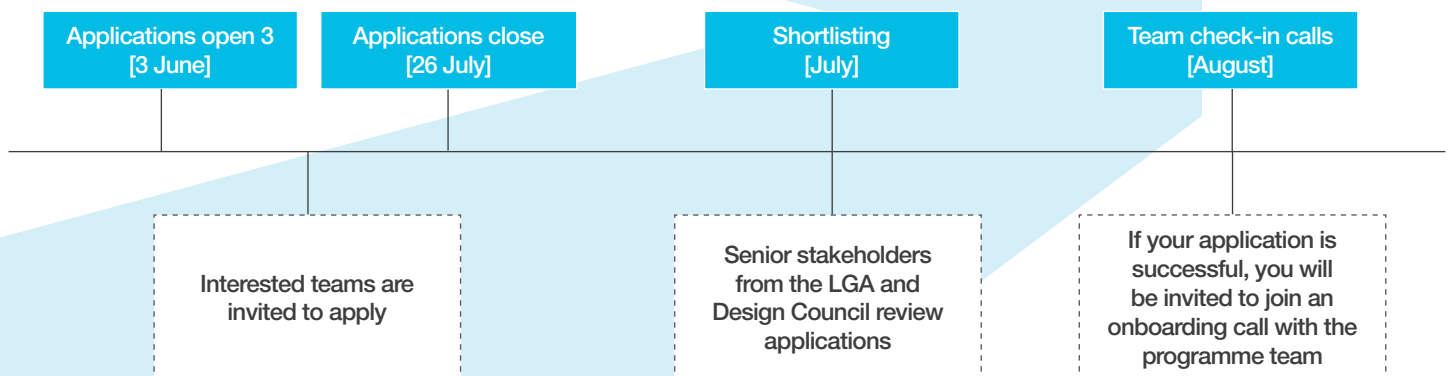 Applications open 3
[3 June]
Applications close
[26 July]
Shortlisting
[July]
Team check-in calls
[August]
Interested teams are
invited to apply
Senior stakeholders
from the LGA and
Design Council review
applications
If your application is
successful, you will
be invited to join an
onboarding call with the
programme team